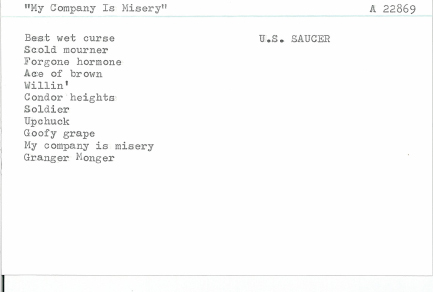 "My Company Is Misery" A 22869
Best wet curse U.S. SAUCER
Scold mourner
Forgone hormone
Ace of brown
Willin'
Condor heights
Soldier
Upchuck
Goofy grape
My company is misery
Granger Monger